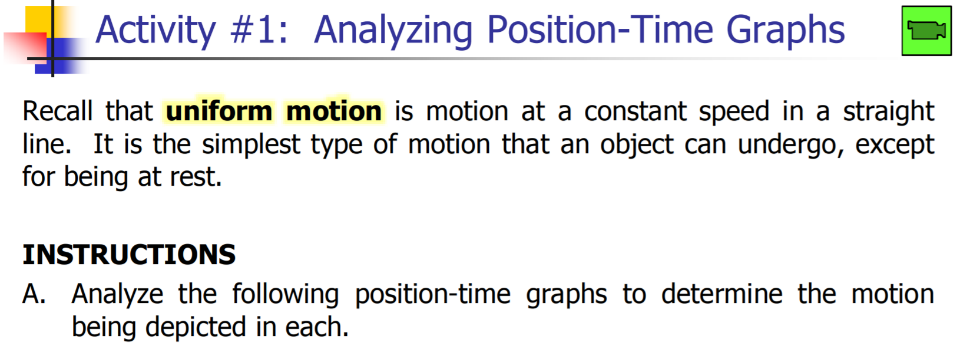 Activity #1: Analyzing Position-Time Graphs
Recall that uniform motion is motion at a constant speed in a straight
line. It is the simplest type of motion that an object can undergo, except
for being at rest.
INSTRUCTIONS
A. Analyze the following position-time graphs to determine the motion
being depicted in each.